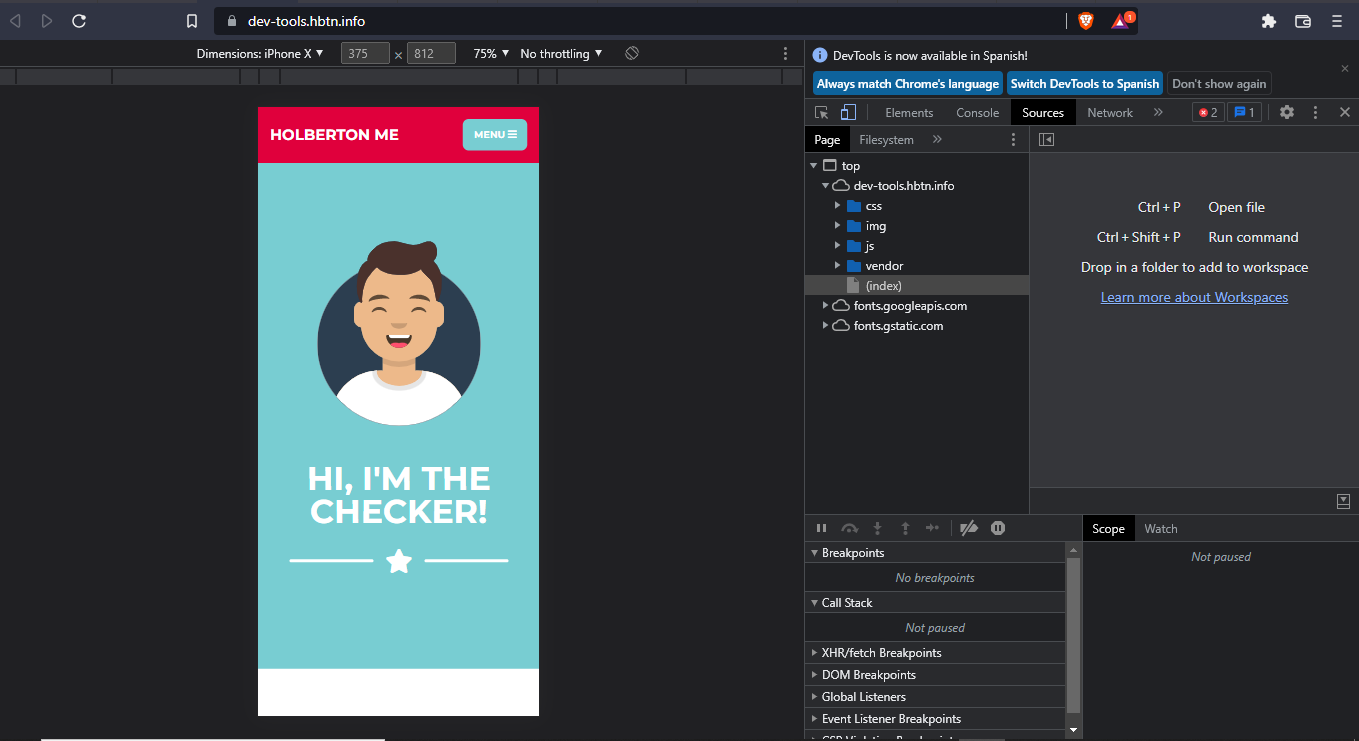 dev-tools.hbtn.info
1
Dimensions: iPhone X ▼ 375 × 812 75% ▼ No throttling ▼
DevTools is now available in Spanish!
Always match Chrome's language Switch DevTools to Spanish Don't show again
Elements Console Sources Network » 2 1
Page Filesystem »
top
dev-tools.hbtn.info
css
img
js
vendor
(index)
fonts.googleapis.com
fonts.gstatic.com
Ctrl + P Open file
Ctrl + Shift + P Run command
Drop in a folder to add to workspace
Learn more about Workspaces
HOLBERTON ME MENU
HI, I'M THE
CHECKER!
Scope Watch
Not paused
Breakpoints
No breakpoints
Call Stack
Not paused
XHR/fetch Breakpoints
DOM Breakpoints
Global Listeners
Event Listener Breakpoints